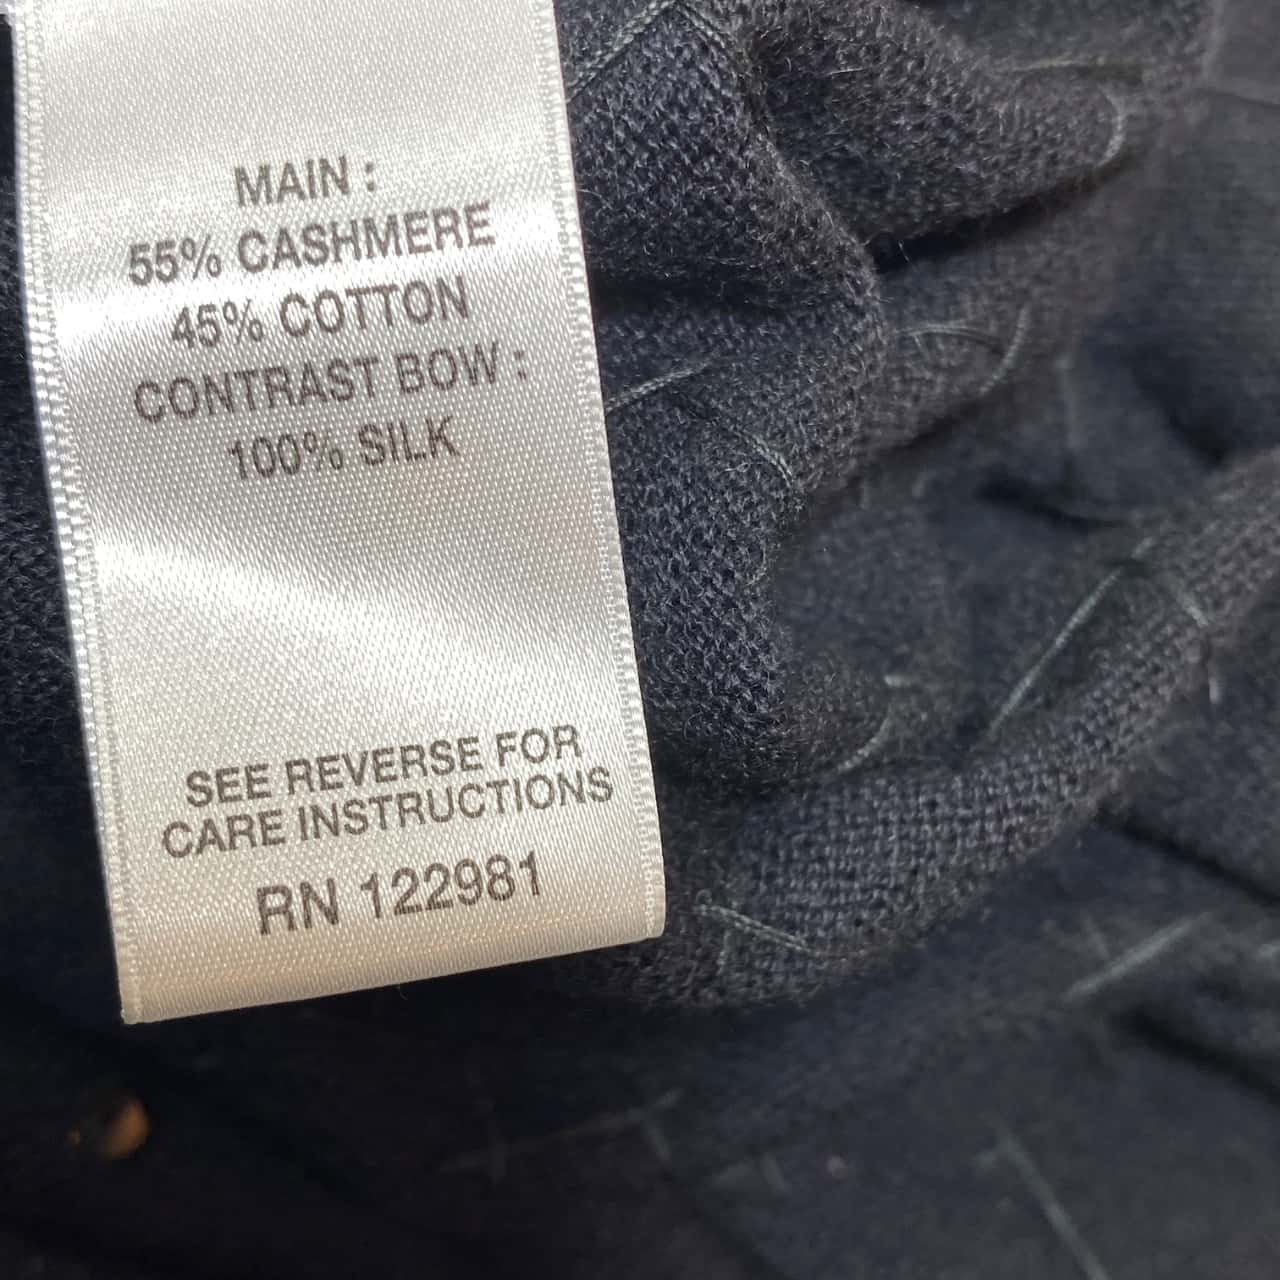 MAIN :
55% CASHMERE
45% COTTON
CONTRAST BOW :
100% SILK
SEE REVERSE FOR
CARE INSTRUCTIONS
RN 122981